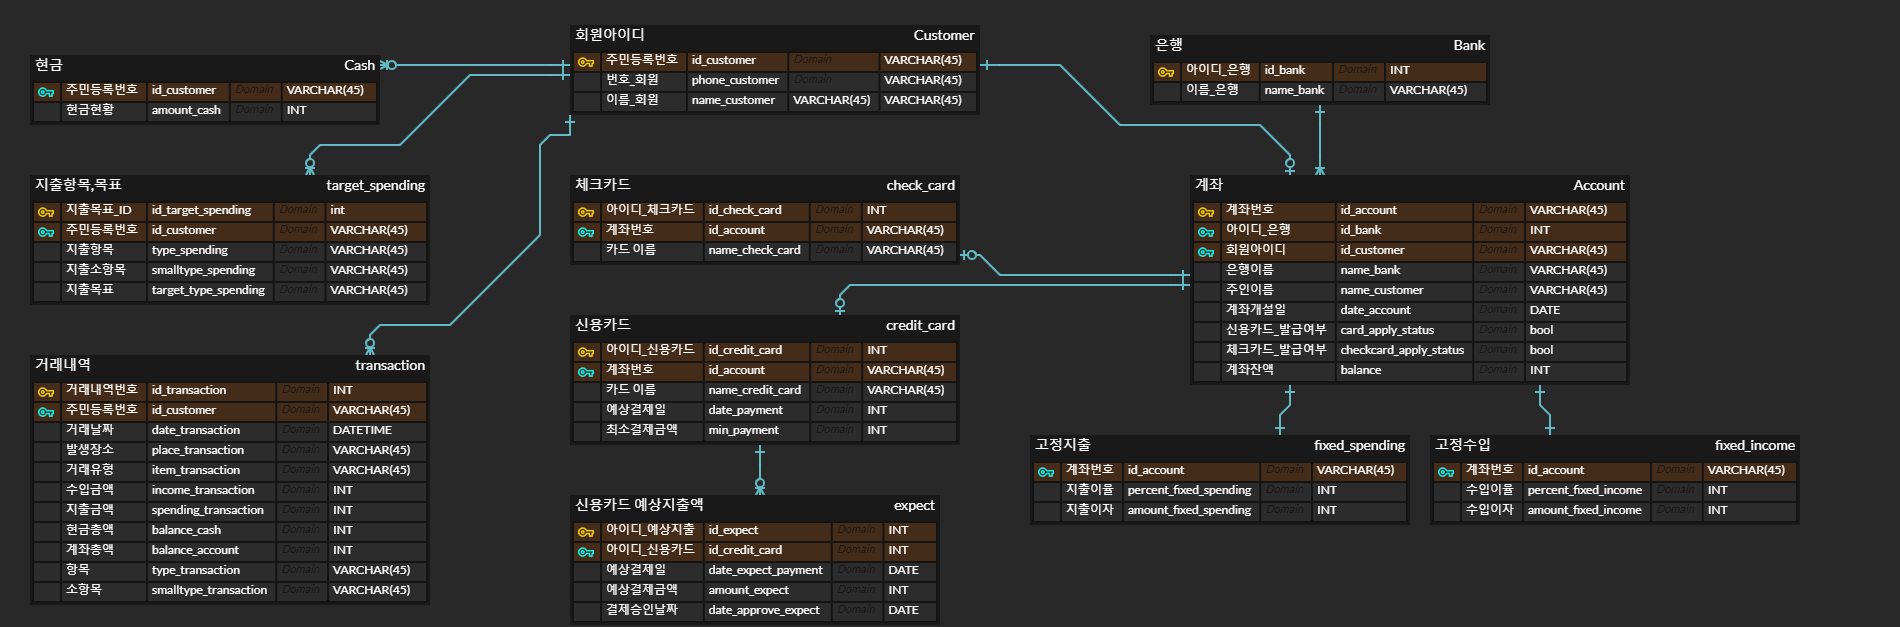 현금 Cash
주민등록번호 id_customer Domain VARCHAR(45)
현금현황 amount_cash Domain INT
회원아이디 Customer
주민등록번호 id_customer Domain VARCHAR(45)
번호_회원 phone_customer VARCHAR(45)
이름_회원 name_customer VARCHAR(45) VARCHAR(45)
은행 Bank
아이디_은행 id_bank Domain INT
이름_은행 name_bank Domain VARCHAR(45)
지출항목,목표 target_spending
지출목표_ID id_target_spending Domain int
주민등록번호 id_customer Domain VARCHAR(45)
지출항목 type_spending Domain VARCHAR(45)
지출소항목 smalltype_spending Domain VARCHAR(45)
지출목표 target_type_spending Domain VARCHAR(45)
체크카드 check_card
아이디_체크카드 id_check_card Domain INT
계좌번호 id_account Domain VARCHAR(45)
카드 이름 name_check_card Domain VARCHAR(45)
계좌 Account
계좌번호 id_account Domain VARCHAR(45)
아이디_은행 id_bank Domain INT
회원아이디 id_customer Domain VARCHAR(45)
은행이름 name_bank Domain VARCHAR(45)
주인이름 name_customer Domain VARCHAR(45)
계좌개설일 date_account Domain DATE
신용카드_발급여부 card_apply_status Domain bool
체크카드_발급여부 checkcard_apply_status Domain bool
계좌잔액 balance Domain INT
신용카드 credit_card
아이디_신용카드 id_credit_card Domain INT
계좌번호 id_account Domain VARCHAR(45)
카드 이름 name_credit_card Domain VARCHAR(45)
예상결제일 date_payment Domain INT
최소결제금액 min_payment Domain INT
거래내역 transaction
거래내역번호 id_transaction Domain INT
주민등록번호 id_customer Domain VARCHAR(45)
거래날짜 date_transaction Domain DATETIME
발생장소 place_transaction Domain VARCHAR(45)
거래유형 item_transaction Domain VARCHAR(45)
수입금액 income_transaction Domain INT
지출금액 spending_transaction Domain INT
현금총액 balance_cash Domain INT
계좌총액 balance_account Domain INT
항목 type_transaction Domain VARCHAR(45)
소항목 smalltype_transaction Domain VARCHAR(45)
신용카드 예상지출액 expect
아이디_예상지출 id_expect Domain INT
아이디_신용카드 id_credit_card Domain INT
예상결제일 date_expect_payment Domain DATE
예상결제금액 amount_expect Domain INT
결제승인날짜 date_approve_expect Domain DATE
고정지출 fixed_spending
계좌번호 id_account Domain VARCHAR(45)
지출이율 percent_fixed_spending Domain INT
지출이자 amount_fixed_spending Domain INT
고정수입 fixed_income
계좌번호 id_account Domain VARCHAR(45)
수입이율 percent_fixed_income Domain INT
수입이자 amount_fixed_income Domain INT